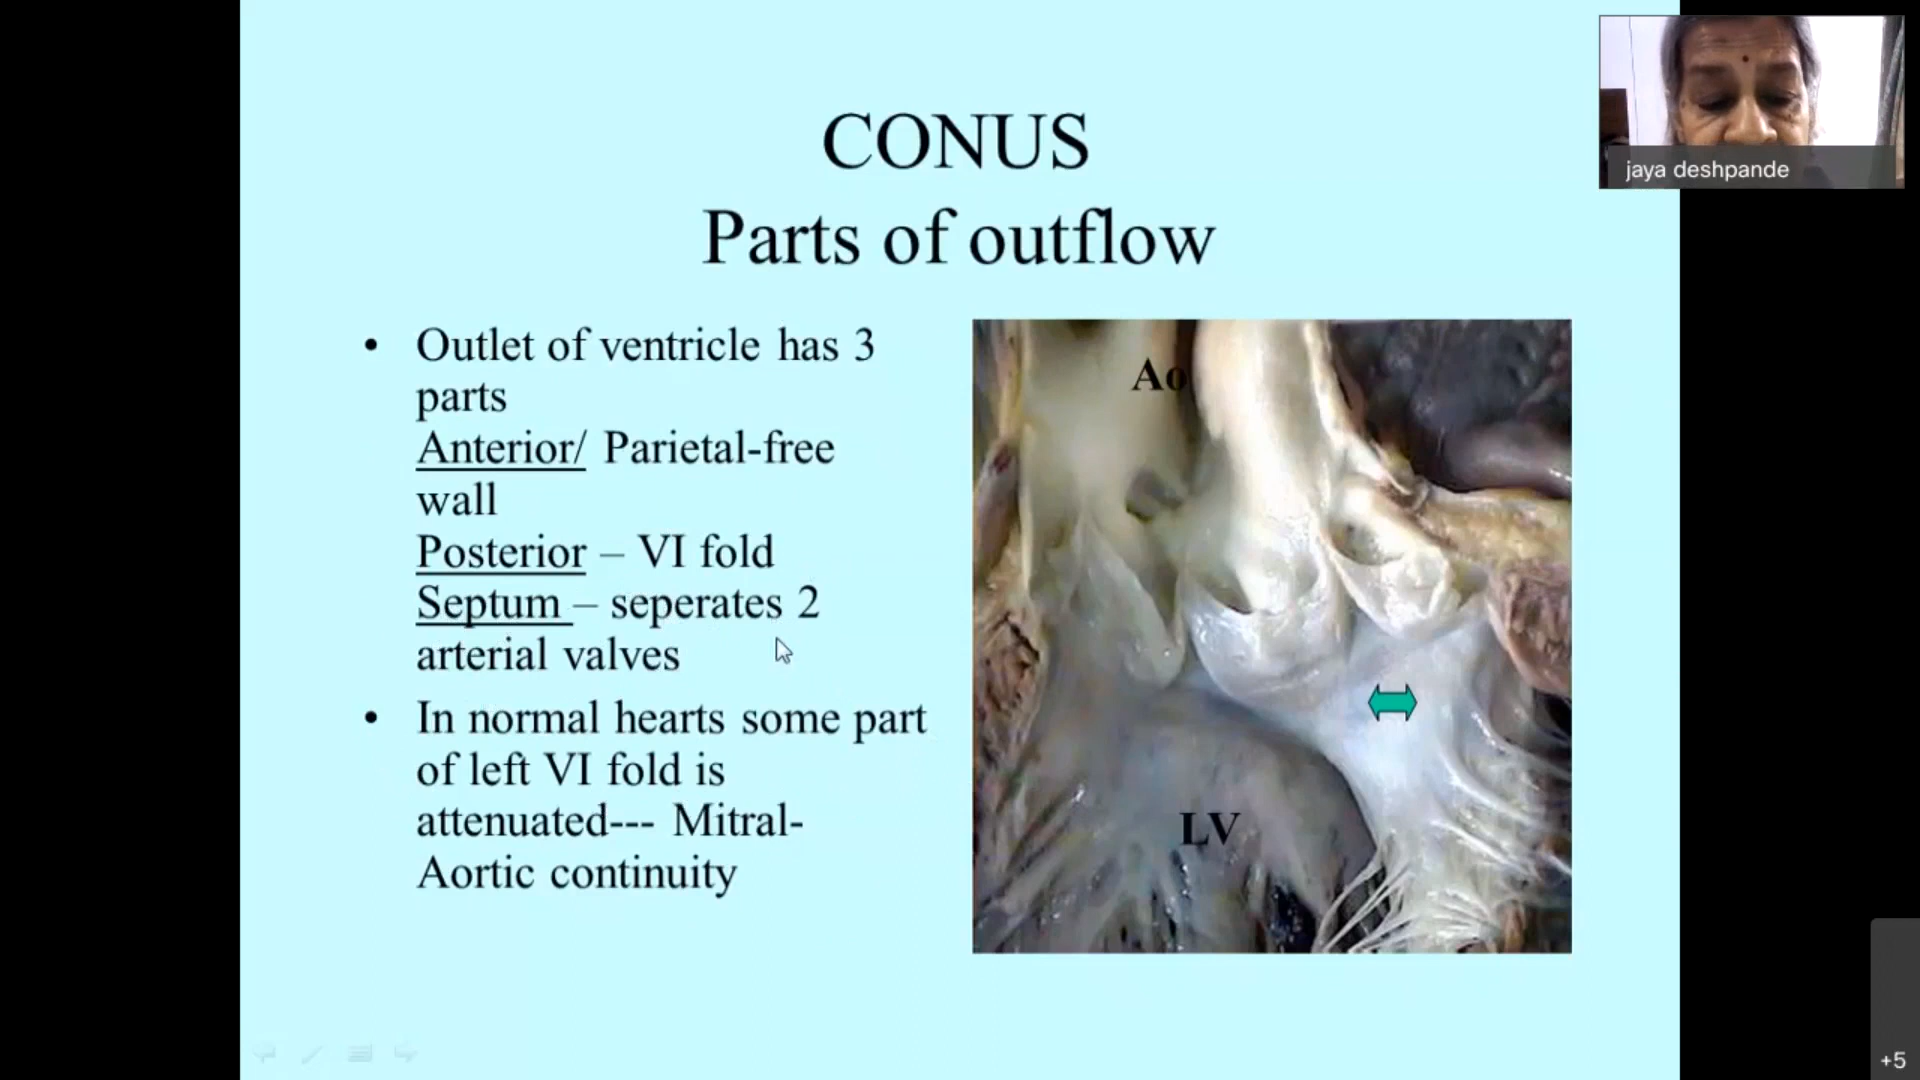 CONUS
Parts of outflow
• Outlet of ventricle has 3
parts
Anterior/ Parietal-free
wall
Posterior – VI fold
Septum – seperates 2
arterial valves
• In normal hearts some part
of left VI fold is
attenuated--- Mitral-
Aortic continuity
Ao
LV
jaya deshpande
+5